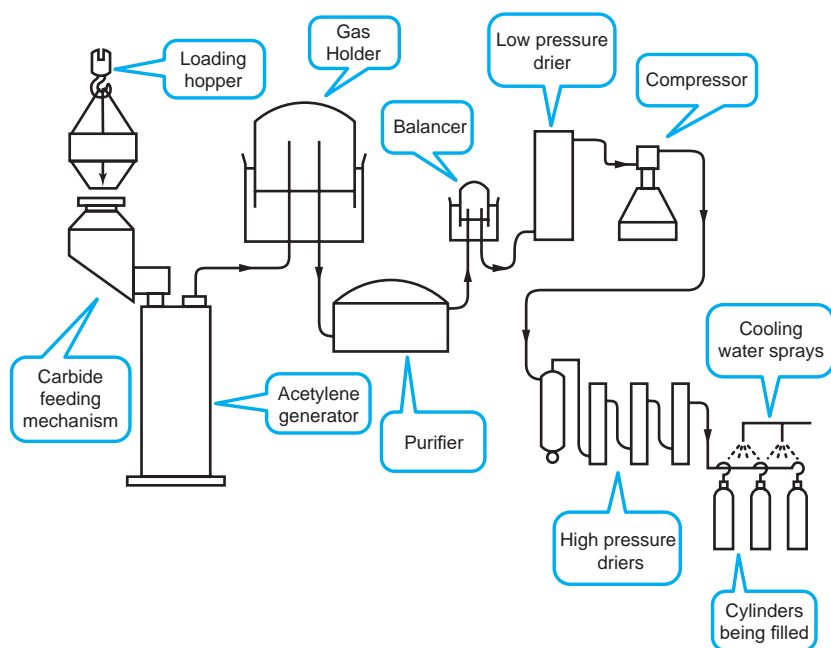 Loading
hopper
Gas
Holder
Balancer
Low pressure
drier
Compressor
Carbide
feeding
mechanism
Acetylene
generator
Purifier
Cooling
water sprays
High pressure
driers
Cylinders
being filled